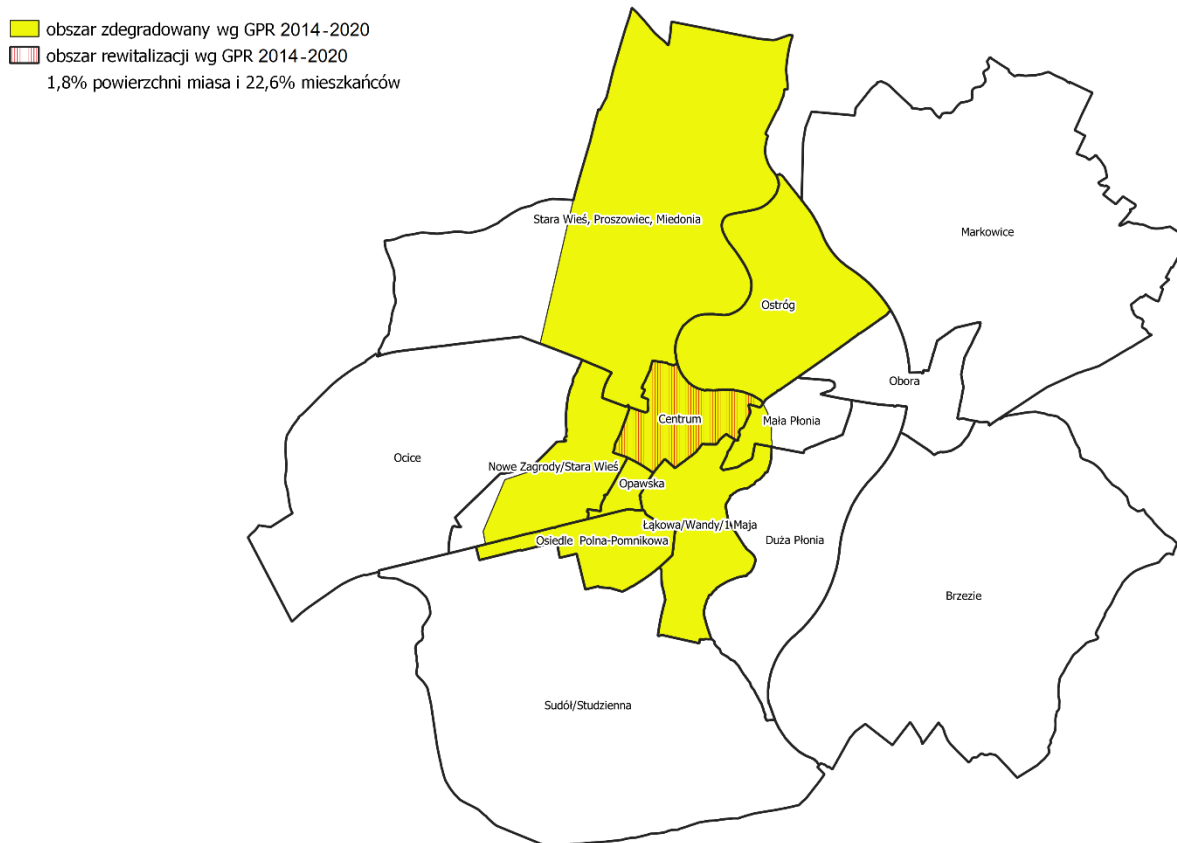 obszar zdegradowany wg GPR 2014-2020
obszar rewitalizacji wg GPR 2014-2020
1,8% powierzchni miasa i 22,6% mieszkańców
Stara Wieś, Proszowiec, Miedonia
Markowice
Ostróg
Obora
Centrum
Mała Płonia
Ocice
Nowe Zagrody/Stara Wieś
Opawska
Łąkowa/Wandy/1 Maja
Osiedle Polna-Pomnikowa
Duża Płonia
Brzezie
Sudół/Studzienna